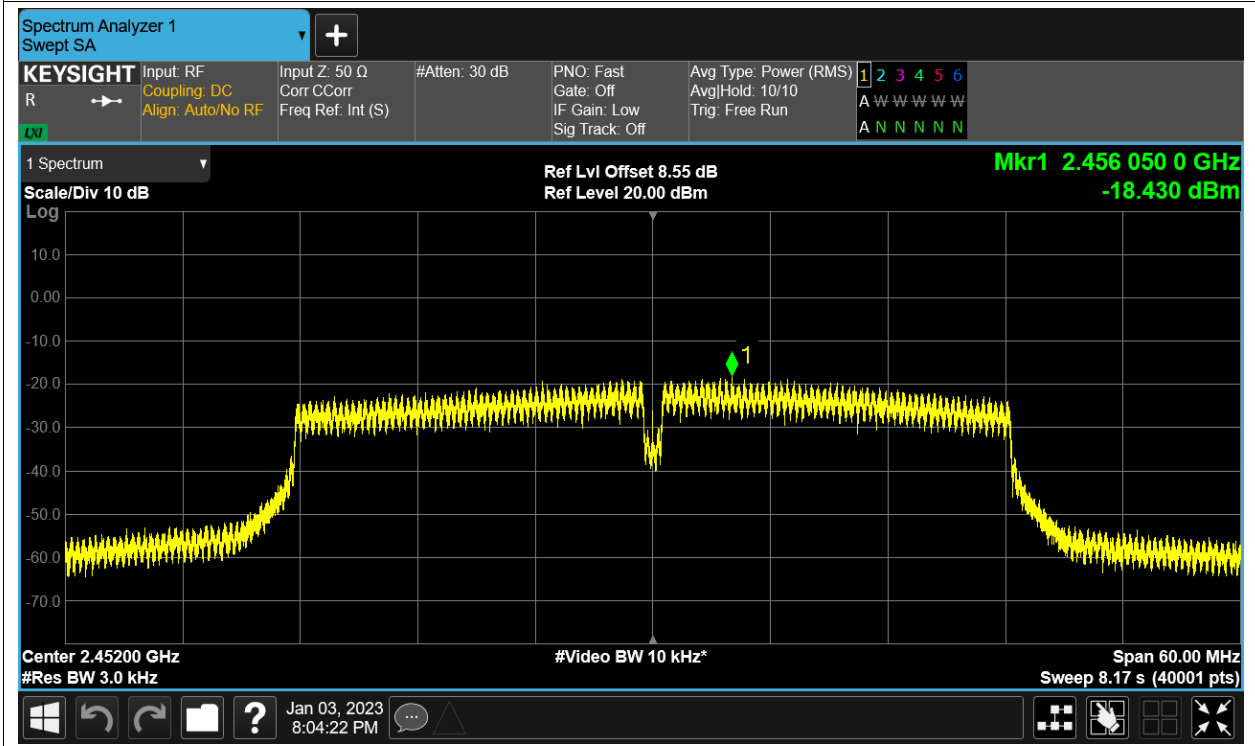 Spectrum Analyzer 1
Swept SA
+
KEYSIGHT
R
LXI
Input: RF
Coupling: DC
Align: Auto/No RF
Input Z: 50 Ω
Corr CCorr
Freq Ref: Int (S)
#Atten: 30 dB
PNO: Fast
Gate: Off
IF Gain: Low
Sig Track: Off
Avg Type: Power (RMS)
Avg|Hold: 10/10
Trig: Free Run
1 2 3 4 5 6
A W W W W W
A N N N N N
1 Spectrum
Scale/Div 10 dB
Log
Ref Lvl Offset 8.55 dB
Ref Level 20.00 dBm
Mkr1 2.456 050 0 GHz
-18.430 dBm
10.0
0.00
-10.0
1
-20.0
-30.0
-40.0
-50.0
-60.0
-70.0
Center 2.45200 GHz
#Video BW 10 kHz*
Span 60.00 MHz
#Res BW 3.0 kHz
Sweep 8.17 s (40001 pts)
?
Jan 03, 2023
8:04:22 PM